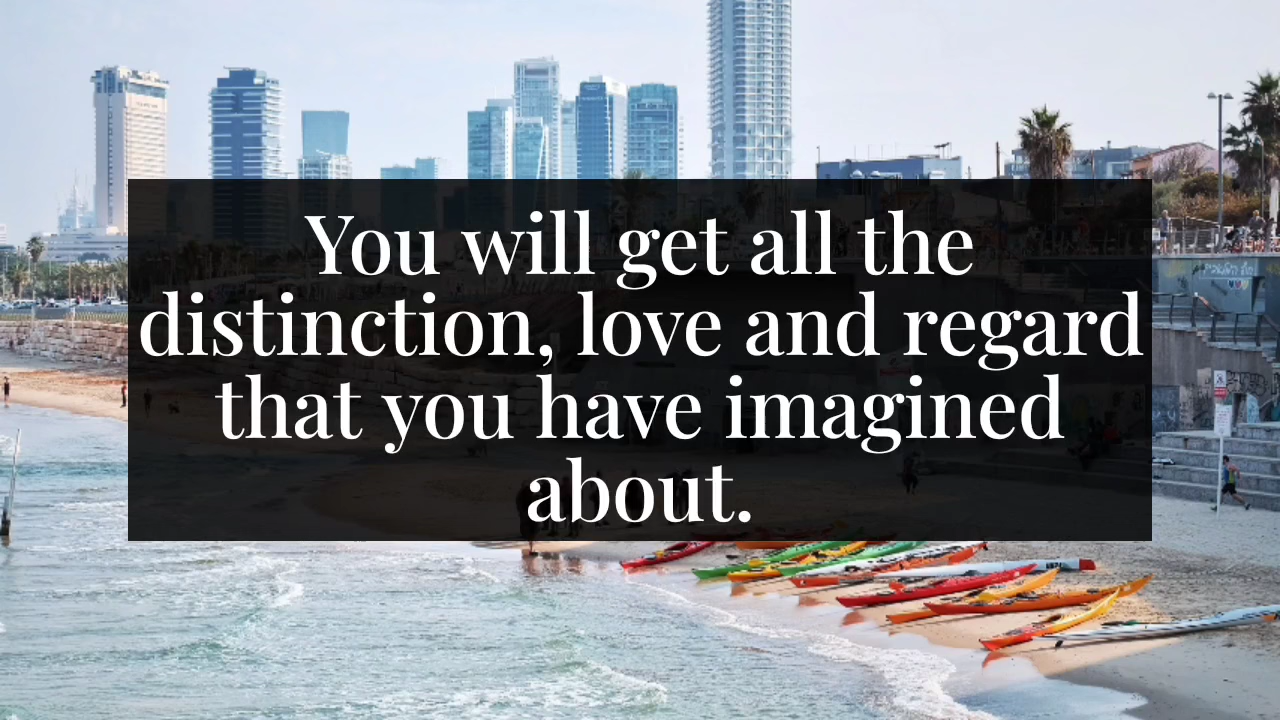 You will get all the
distinction, love and regard
that you have imagined
about.